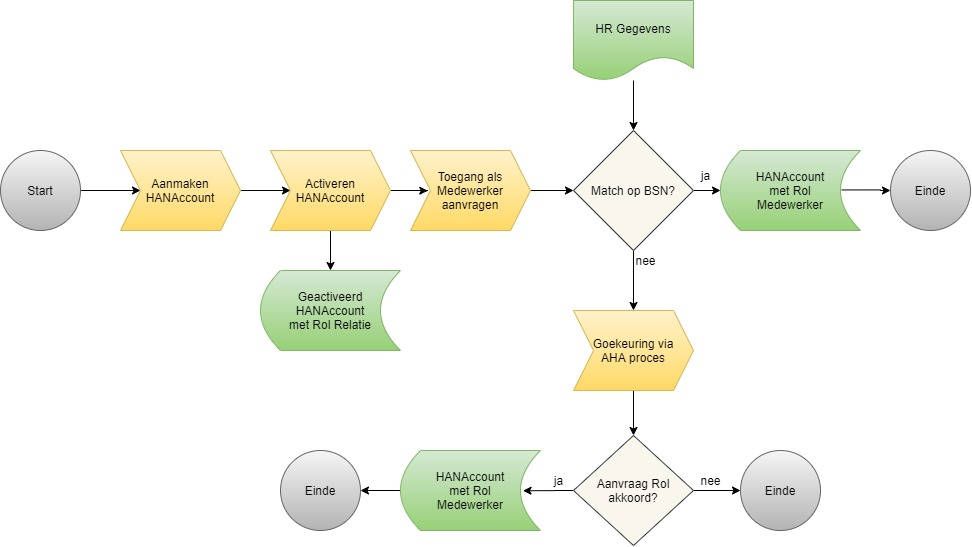 HR Gegevens
Start
Aanmaken
HANAccount
Activeren
HANAccount
Toegang als
Medewerker
aanvragen
Match op BSN?
ja
HANAccount
met Rol
Medewerker
Einde
nee
Geactiveerd
HANAccount
met Rol Relatie
Goekeuring via
AHA proces
Einde
HANAccount
met Rol
Medewerker
ja
Aanvraag Rol
akkoord?
nee
Einde